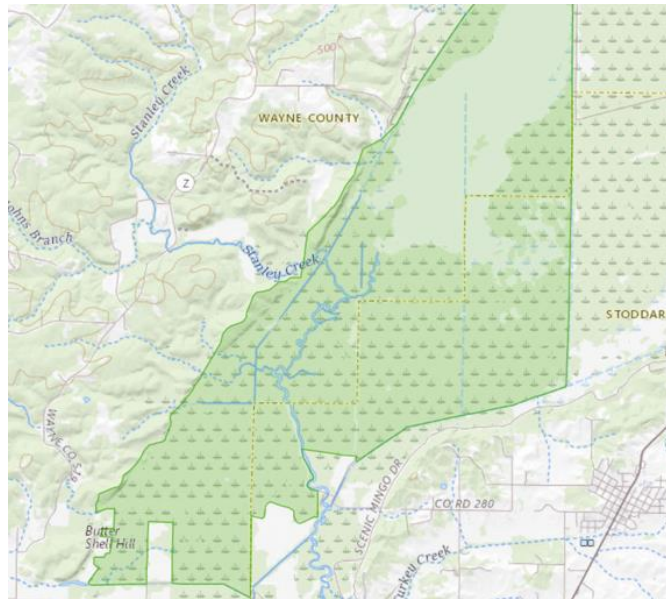 500
Stanley Creek
WAYNE COUNTY
Z
Johns Branch
Stanley Creek
STODDAR
WAYNE CO 519
SCENIC MINGO DR
CO RD 280
Butter
Shell Hill
Turkey Creek